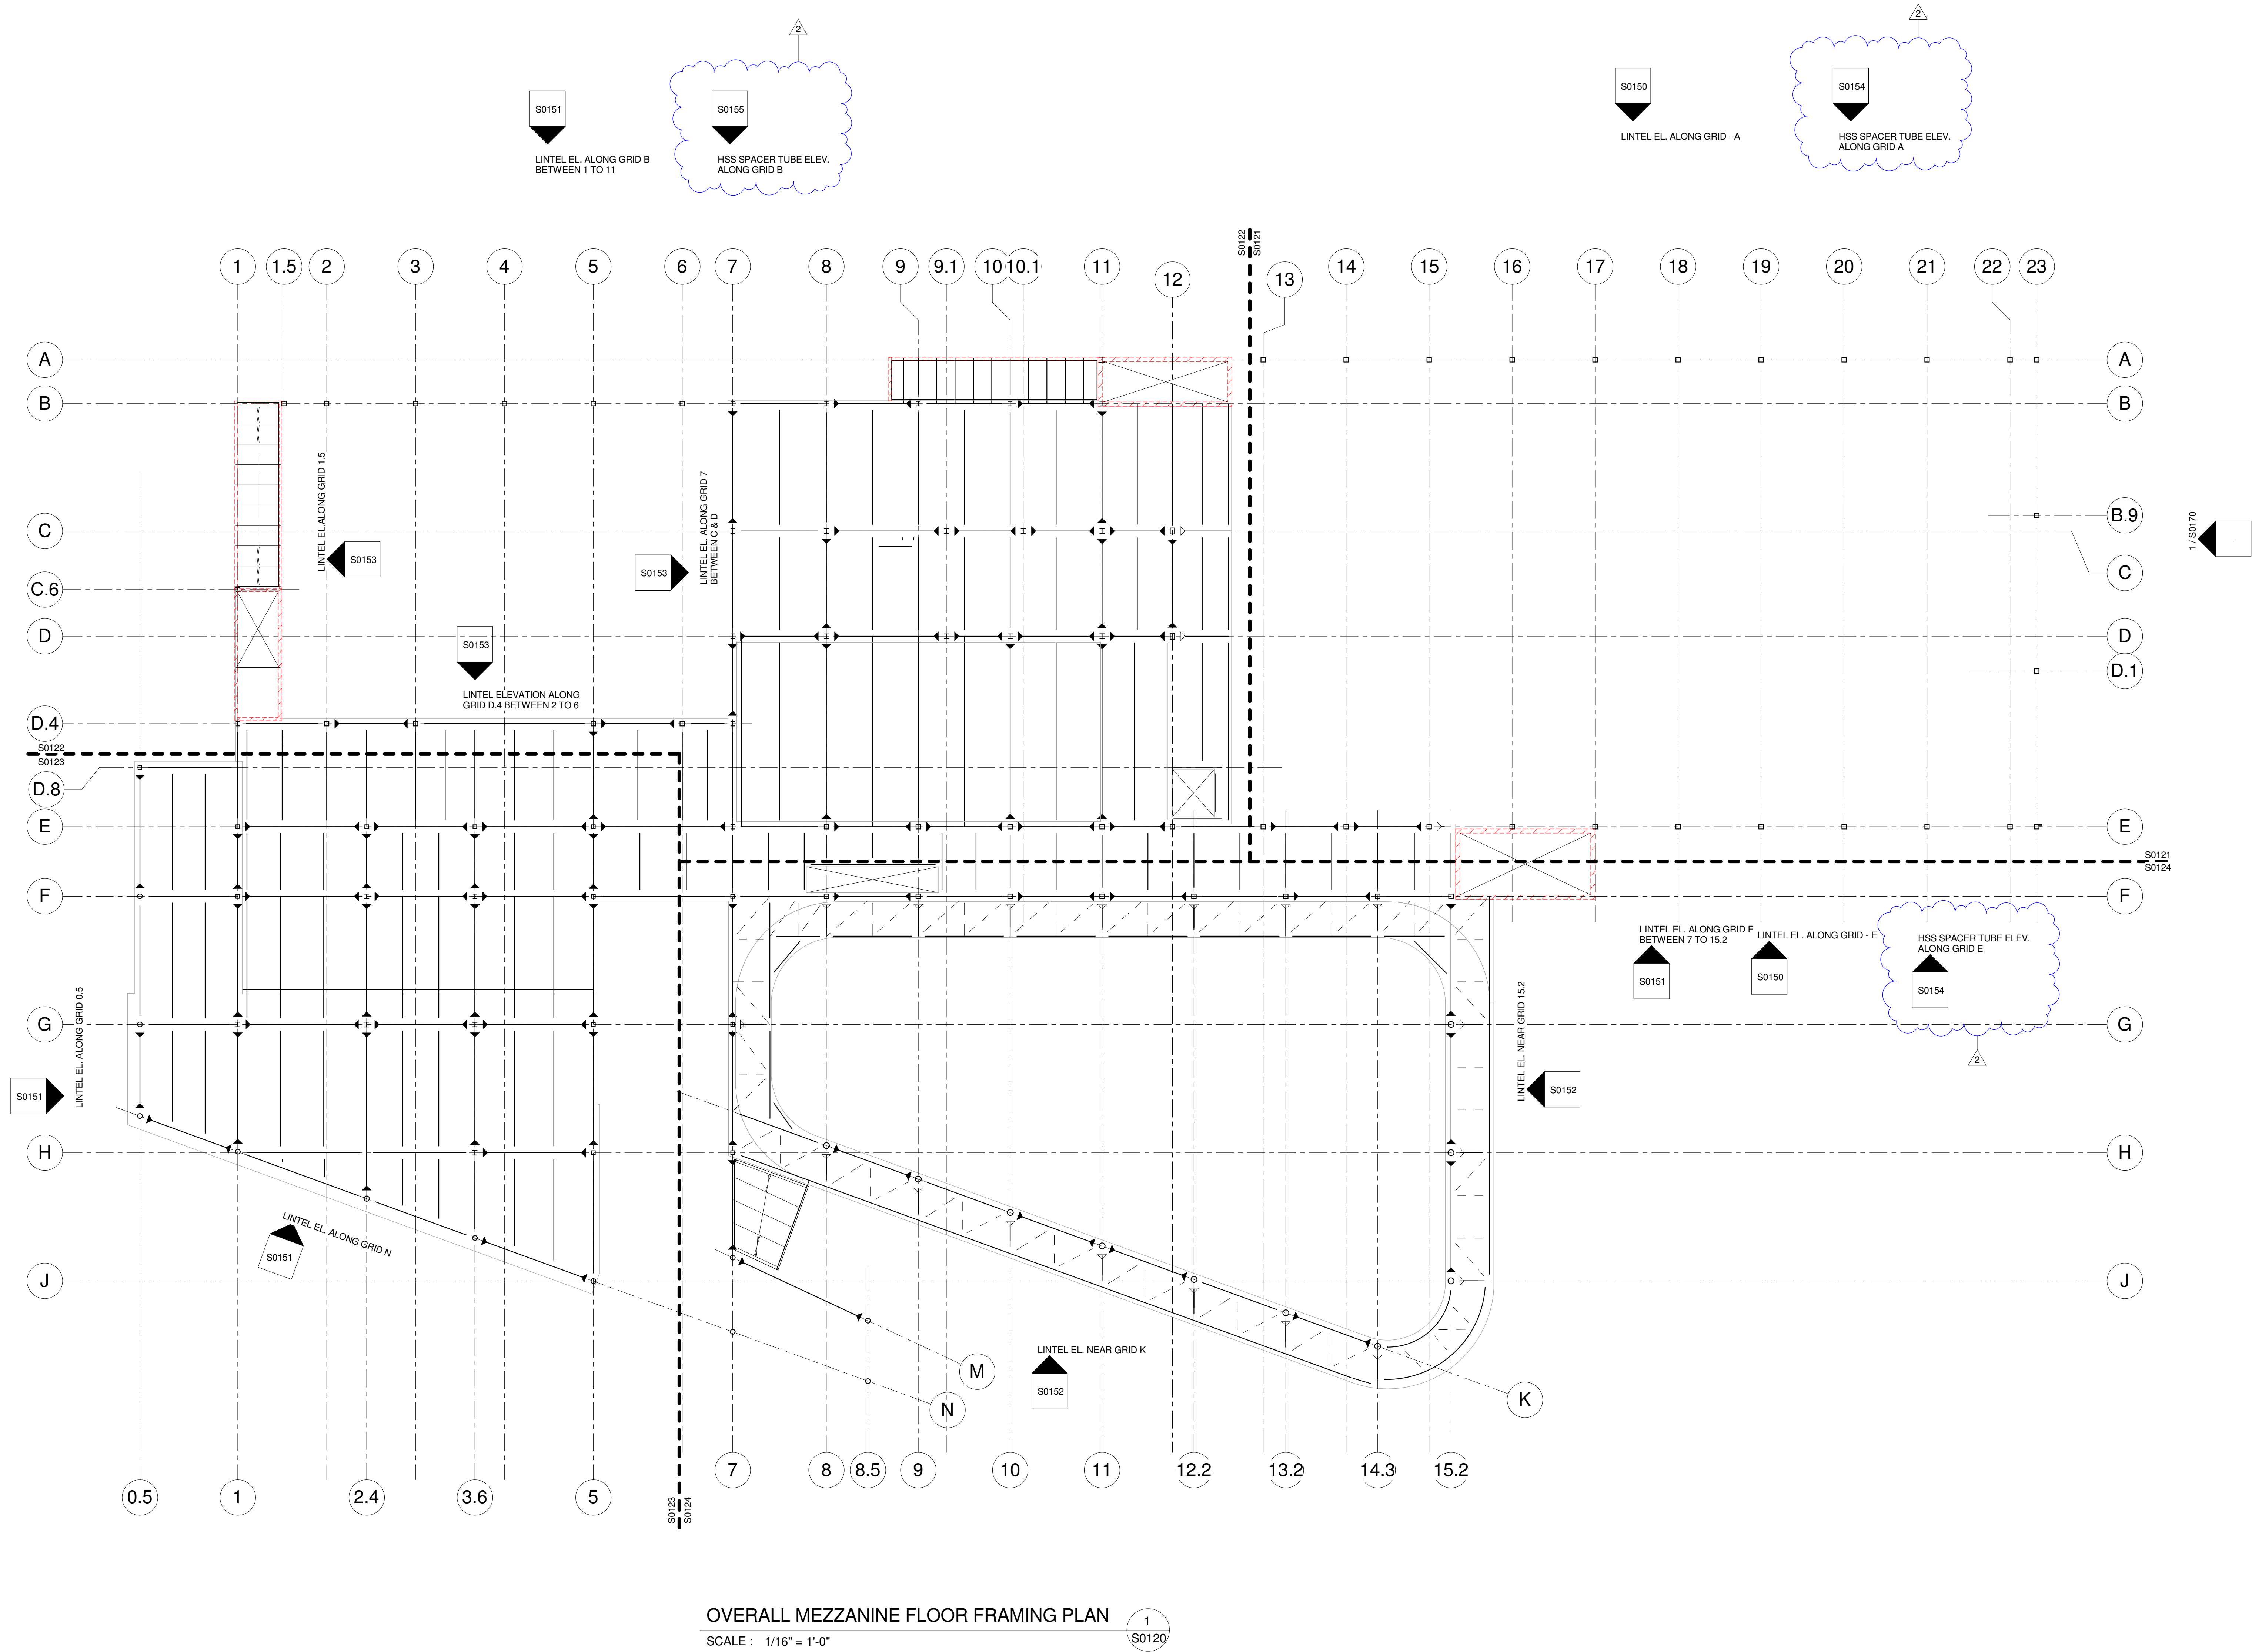 2
2
S0151
S0155
S0150
S0154
LINTEL EL. ALONG GRID B
BETWEEN 1 TO 11
HSS SPACER TUBE ELEV.
ALONG GRID B
LINTEL EL. ALONG GRID - A
HSS SPACER TUBE ELEV.
ALONG GRID A
S0122
S0121
1
1.5
2
3
4
5
6
7
8
9
9.1
10
10.1
11
12
13
14
15
16
17
18
19
20
21
22
23
A
A
B
B
LINTEL EL. ALONG GRID 1.5
S0153
S0153
LINTEL EL. ALONG GRID 7
BETWEEN C & D
C
B.9
1 / S0170
-
C
C.6
D
D
S0153
LINTEL ELEVATION ALONG
GRID D.4 BETWEEN 2 TO 6
D.1
D.4
S0122
S0123
D.8
E
E
S0121
S0124
F
F
LINTEL EL. ALONG GRID F
BETWEEN 7 TO 15.2
S0151
LINTEL EL. ALONG GRID - E
S0150
HSS SPACER TUBE ELEV.
ALONG GRID E
S0154
2
G
G
LINTEL EL. ALONG GRID 0.5
S0151
LINTEL EL. NEAR GRID 15.2
S0152
H
H
LINTEL EL. ALONG GRID N
S0151
J
J
LINTEL EL. NEAR GRID K
S0152
M
N
K
0.5
1
2.4
3.6
5
7
8
8.5
9
10
11
12.2
13.2
14.3
15.2
S0123
S0124
OVERALL MEZZANINE FLOOR FRAMING PLAN
SCALE : 1/16" = 1'-0"
1
S0120